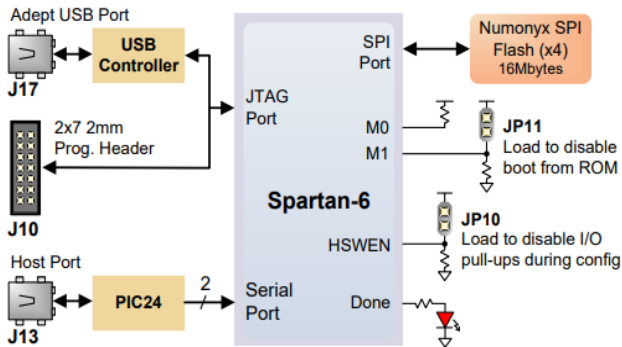 Adept USB Port
USB
Controller
J17
2x7 2mm
Prog. Header
J10
Host Port
PIC24
2
J13
JTAG
Port
Serial
Port
Spartan-6
SPI
Port
M0
M1
HSWEN
Done
Numonyx SPI
Flash (x4)
16Mbytes
JP11
Load to disable
boot from ROM
JP10
Load to disable I/O
pull-ups during config